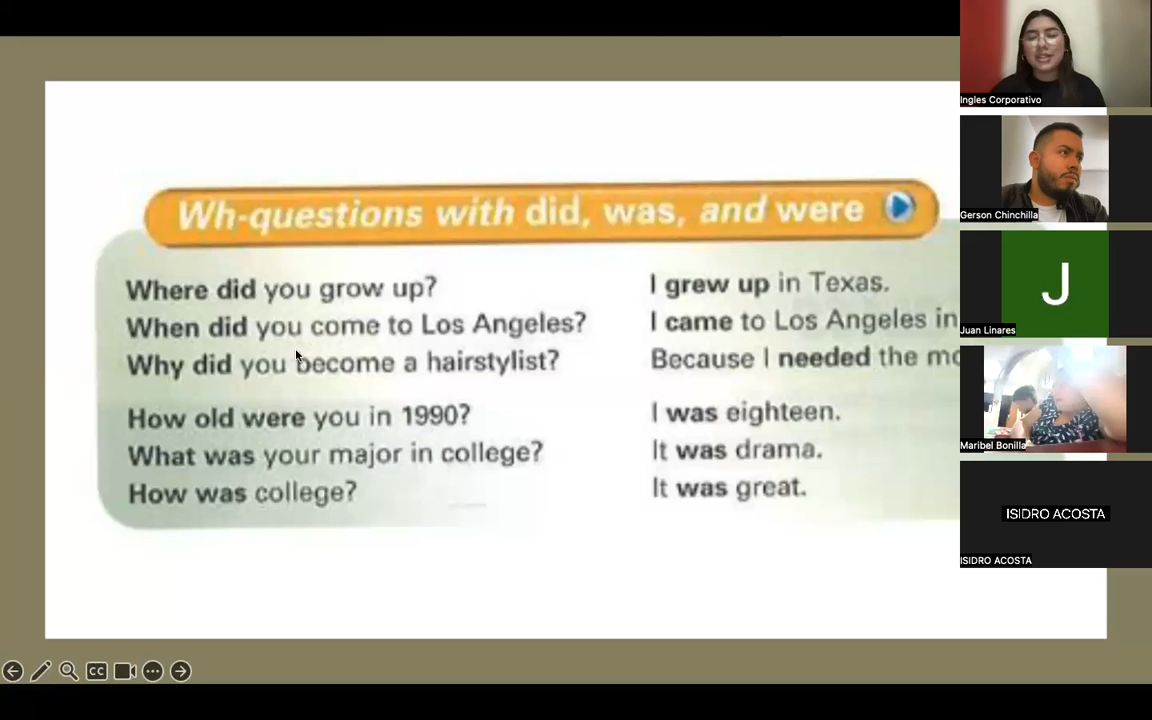 Wh-questions with did, was, and were
Where did you grow up?
I grew up in Texas.
When did you come to Los Angeles?
I came to Los Angeles in
Why did you become a hairstylist?
Because I needed the
How old were you in 1990?
I was eighteen.
What was your major in college?
It was drama.
How was college?
It was great.
CC
Ingles Corporativo
Gerson Chinchilla
J
Juan Linares
Maribel Bonilla
ISIDRO ACOSTA
ISIDRO ACOSTA